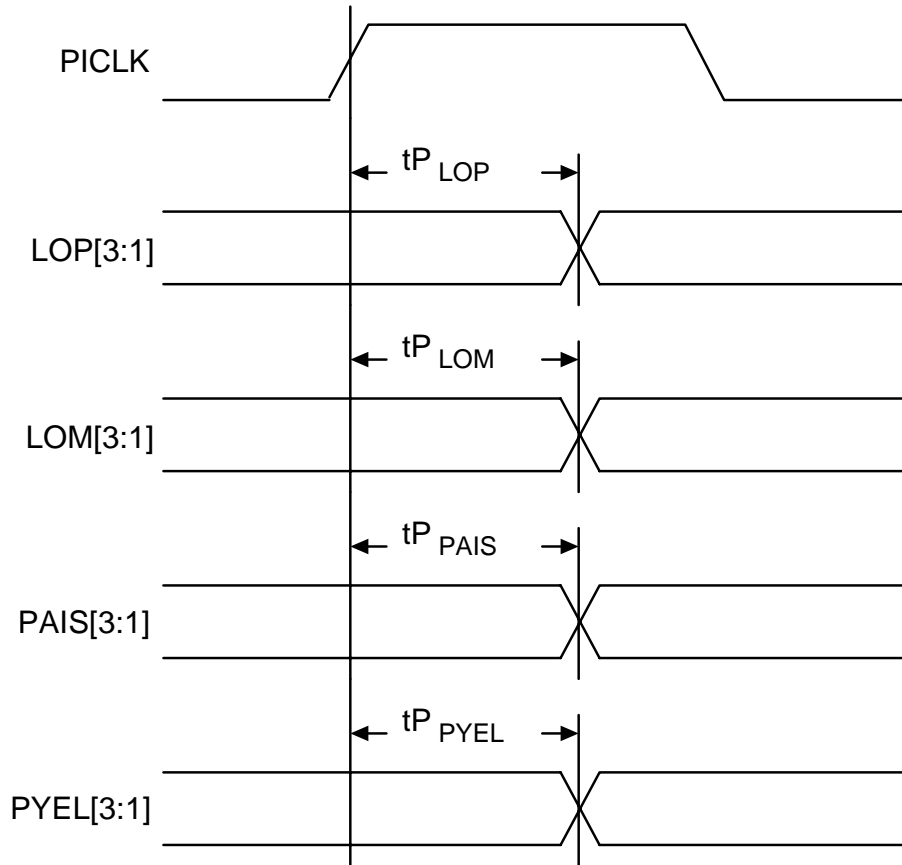 PICLK
tP LOP
LOP[3:1]
tP LOM
LOM[3:1]
tP PAIS
PAIS[3:1]
tP PYEL
PYEL[3:1]